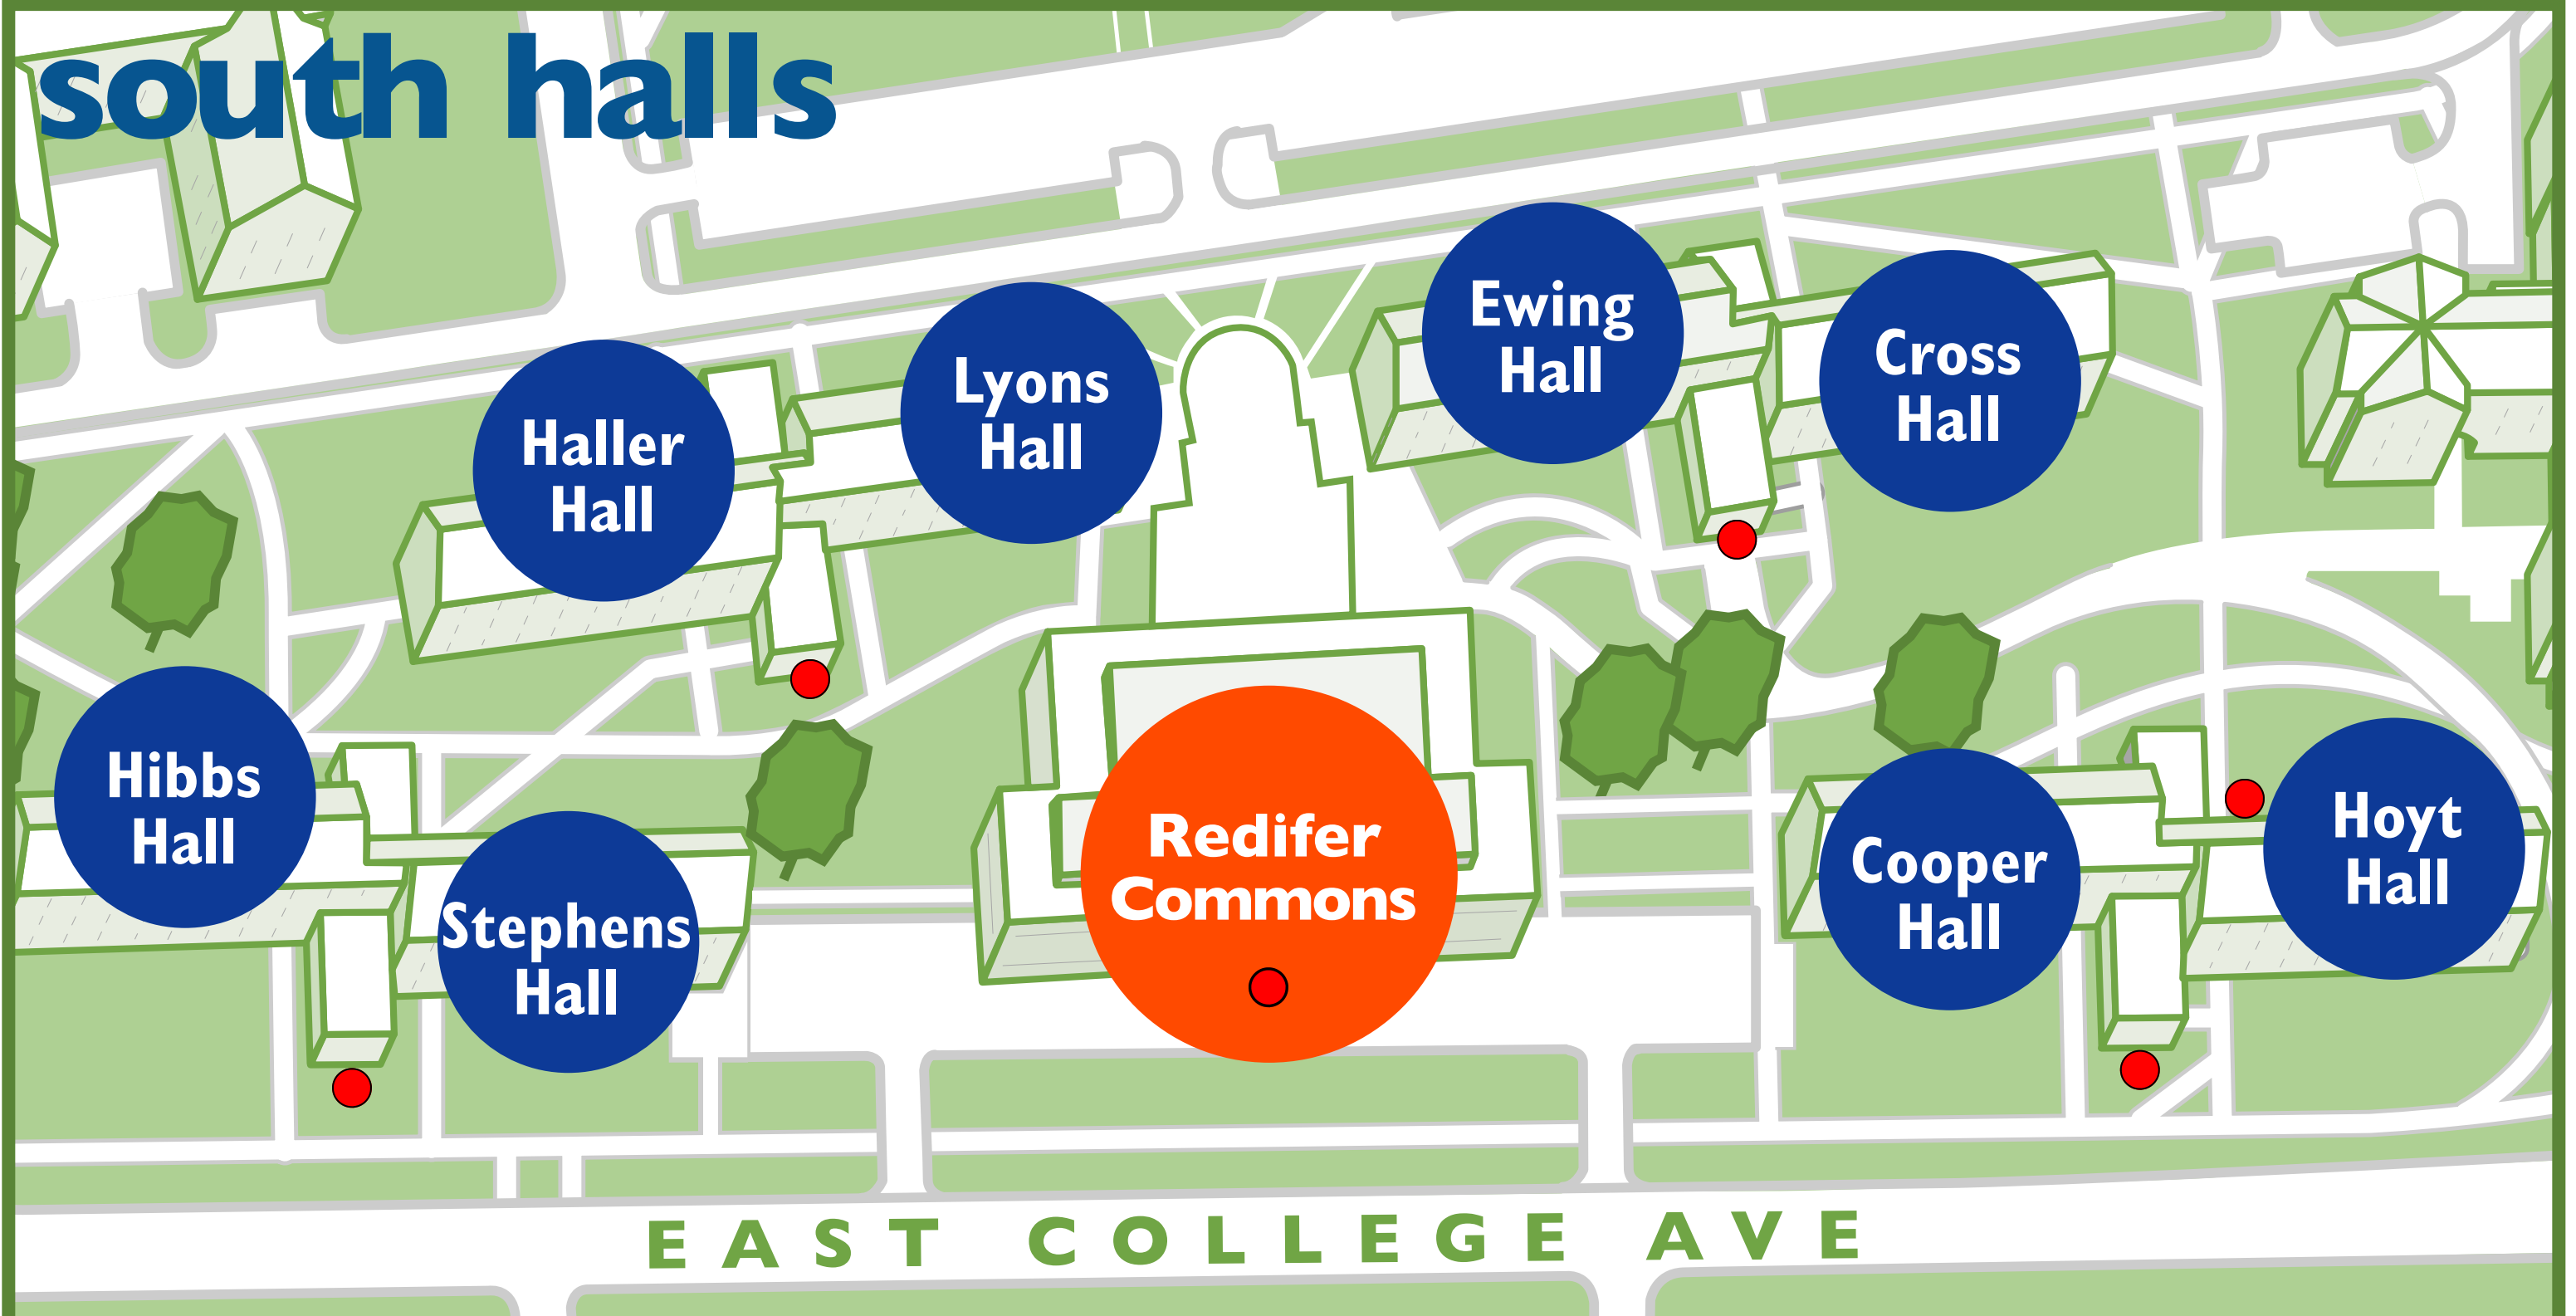 south halls
Ewing
Hall
Cross
Hall
Lyons
Hall
Haller
Hall
Hibbs
Hall
Stephens
Hall
Redifer
Commons
Cooper
Hall
Hoyt
Hall
EAST COLLEGE AVE